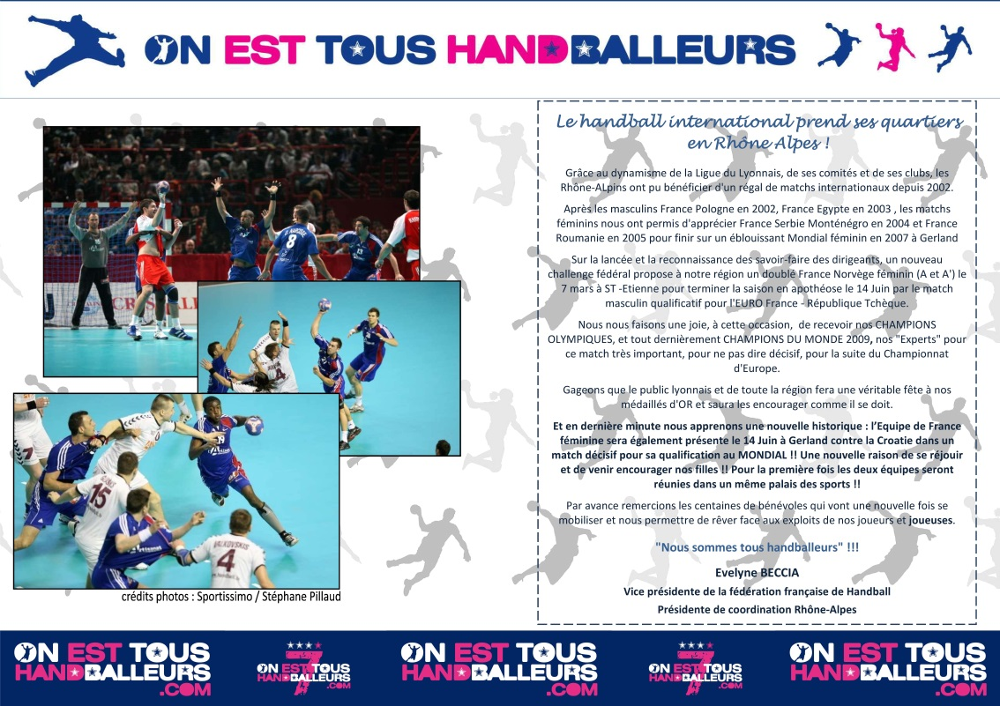 ON EST TOUS HANDBALLEURS
Le handball international prend ses quartiers
en Rhône Alpes !
Grâce au dynamisme de la Ligue du Lyonnais, de ses comités et de ses clubs, les
Rhône-ALpins ont pu bénéficier d'un régal de matchs internationaux depuis 2002.
Après les masculins France Pologne en 2002, France Egypte en 2003 , les matchs
féminins nous ont permis d'apprécier France Serbie Monténégro en 2004 et France
Roumanie en 2005 pour finir sur un éblouissant Mondial féminin en 2007 à Gerland
Sur la lancée et la reconnaissance des savoir-faire des dirigeants, un nouveau
challenge fédéral propose à notre région un doublé France Norvège féminin (A et A') le
7 mars à ST -Etienne pour terminer la saison en apothéose le 14 Juin par le match
masculin qualificatif pour l'EURO France - République Tchèque.
Nous nous faisons une joie, à cette occasion, de recevoir nos CHAMPIONS
OLYMPIQUES, et tout dernièrement CHAMPIONS DU MONDE 2009, nos "Experts" pour
ce match très important, pour ne pas dire décisif, pour la suite du Championnat
d'Europe.
Gageons que le public lyonnais et de toute la région fera une véritable fête à nos
médaillés d'OR et saura les encourager comme il se doit.
Et en dernière minute nous apprenons une nouvelle historique : l'Equipe de France
féminine sera également présente le 14 Juin à Gerland contre la Croatie dans un
match décisif pour sa qualification au MONDIAL !! Une nouvelle raison de se réjouir
et de venir encourager nos filles !! Pour la première fois les deux équipes seront
réunies dans un même palais des sports !!
Par avance remercions les centaines de bénévoles qui vont une nouvelle fois se
mobiliser et nous permettre de rêver face aux exploits de nos joueurs et joueuses.
"Nous sommes tous handballeurs" !!!
Evelyne BECCIA
Vice présidente de la fédération française de Handball
Présidente de coordination Rhône-Alpes
8
4
19
15
4
crédits photos : Sportissimo / Stéphane Pillaud
ON EST TOUS
HANDBALLEURS
.COM
7
ON EST TOUS
HANDBALLEURS
.COM
ON EST TOUS
HANDBALLEURS
.COM
7
ON EST TOUS
HANDBALLEURS
.COM
ON EST TOUS
HANDBALLEURS
.COM